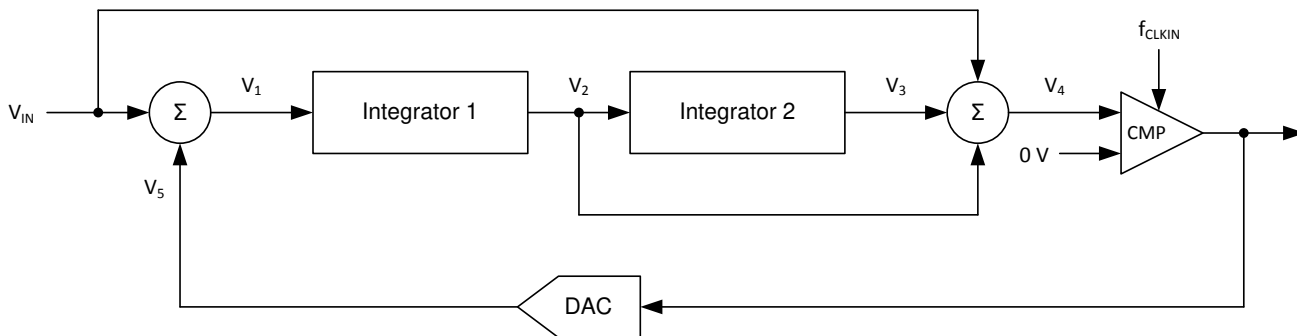 f_CLKIN
V_IN
Σ
V_1
Integrator 1
V_2
Integrator 2
V_3
Σ
V_4
CMP
0 V
V_5
DAC